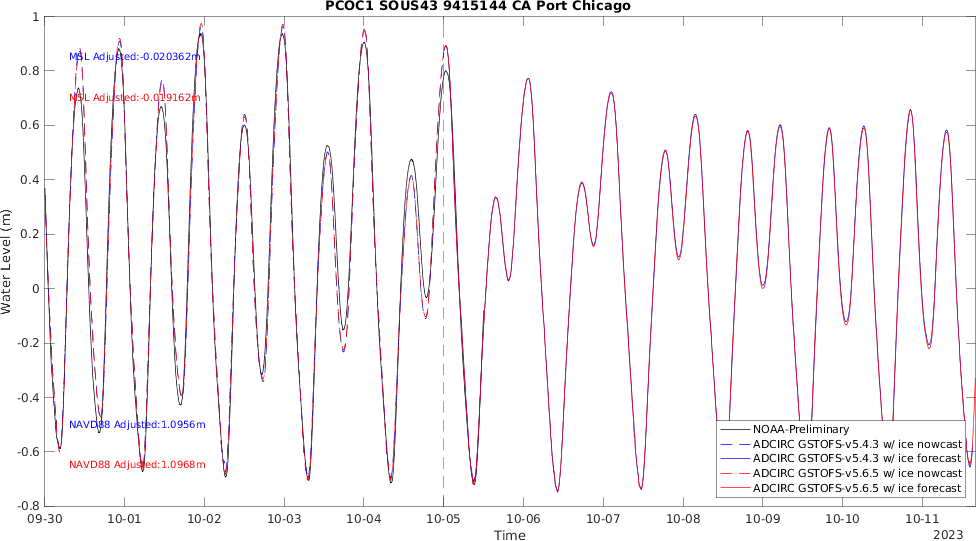 PCOC1 SOUS43 9415144 CA Port Chicago
1
0.8
0.6
0.4
0.2
0
-0.2
-0.4
-0.6
-0.8
Water Level (m)
MSL Adjusted:-0.020362m
MSL Adjusted:-0.019162m
NAVD88 Adjusted:1.0956m
NAVD88 Adjusted:1.0968m
NOAA-Preliminary
ADCIRC GSTOFS-v5.4.3 w/ ice nowcast
ADCIRC GSTOFS-v5.4.3 w/ ice forecast
ADCIRC GSTOFS-v5.6.5 w/ ice nowcast
ADCIRC GSTOFS-v5.6.5 w/ ice forecast
09-30 10-01 10-02 10-03 10-04 10-05 10-06 10-07 10-08 10-09 10-10 10-11
Time
2023